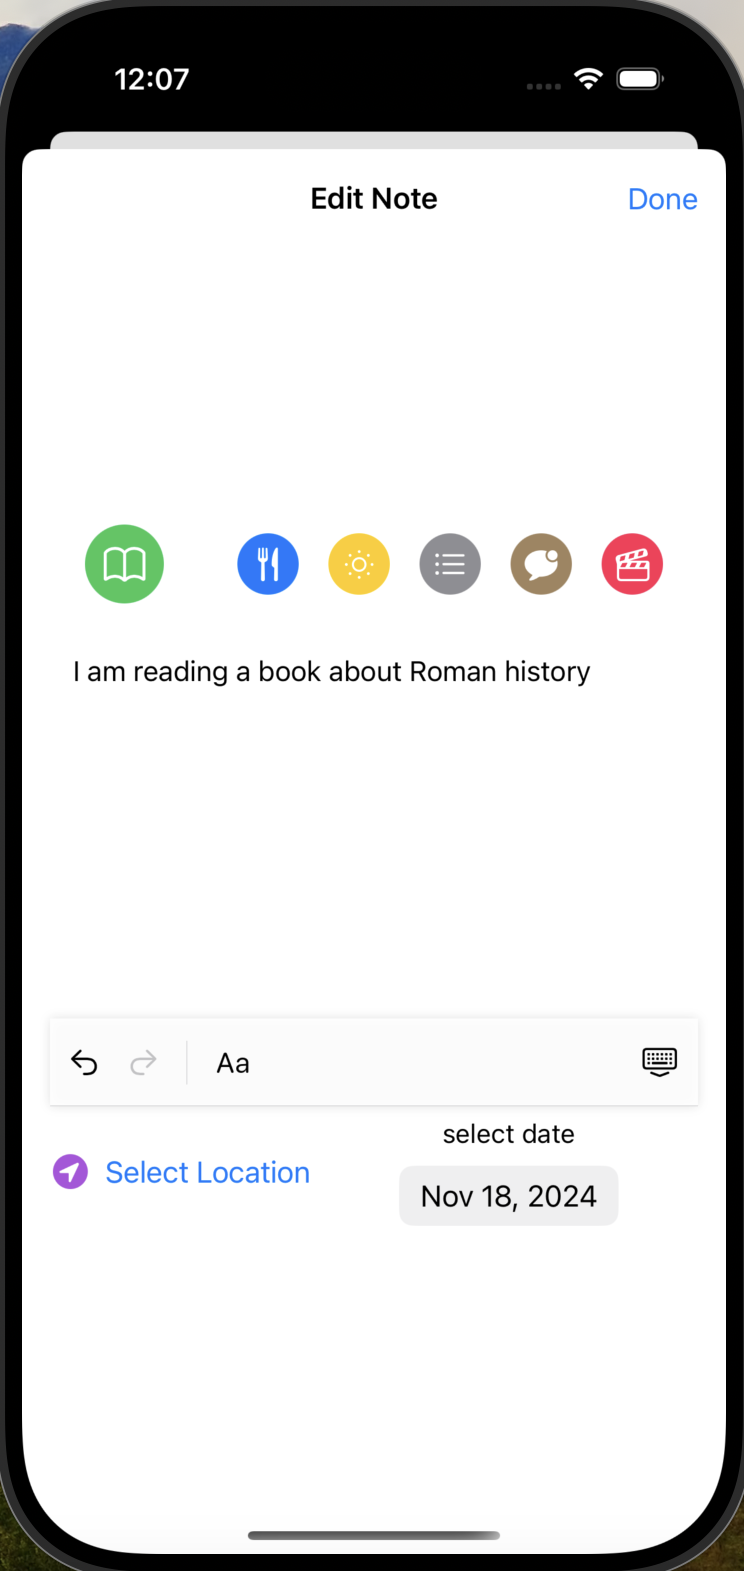 12:07
Edit Note
Done
I am reading a book about Roman history
Aa
select date
Select Location
Nov 18, 2024